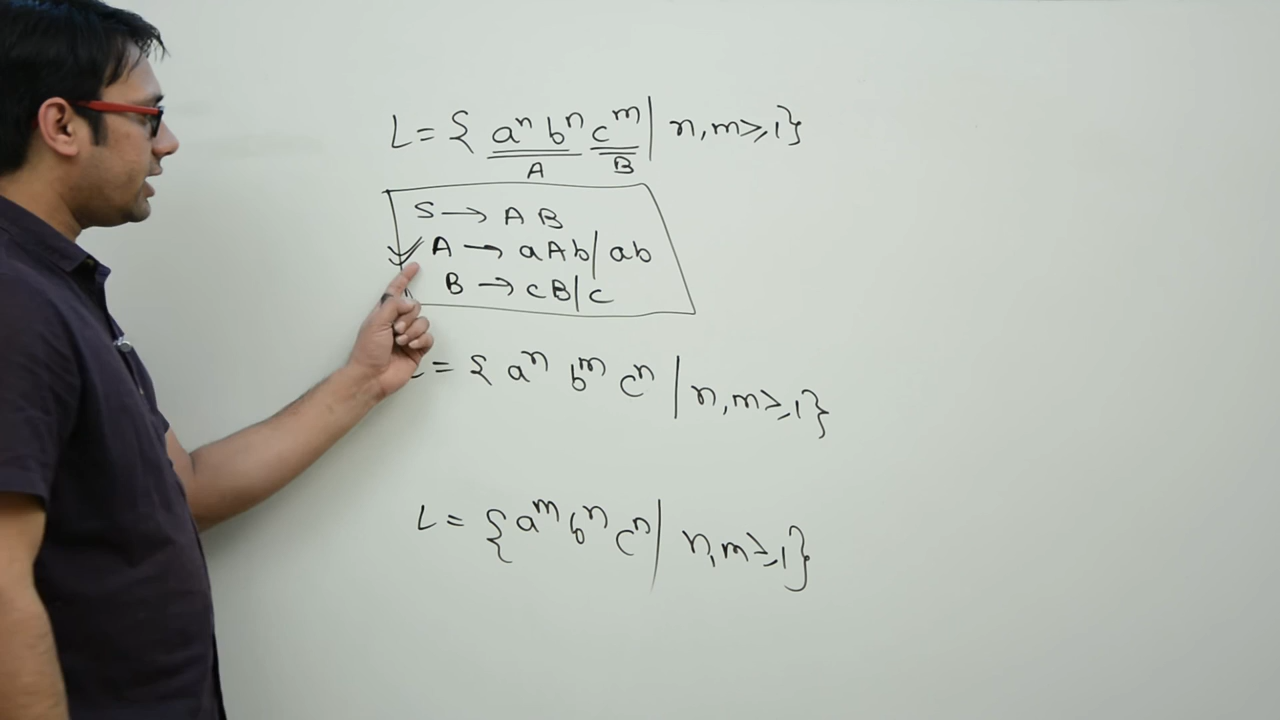 L = { aⁿ bⁿ cᵐ | n, m ≥, 1}
A B
S → A B
A → aAb | ab
B → cB | c
= { aⁿ bᵐ cⁿ | n, m ≥, 1}
L = { aᵐ bⁿ cⁿ | n, m ≥, 1}